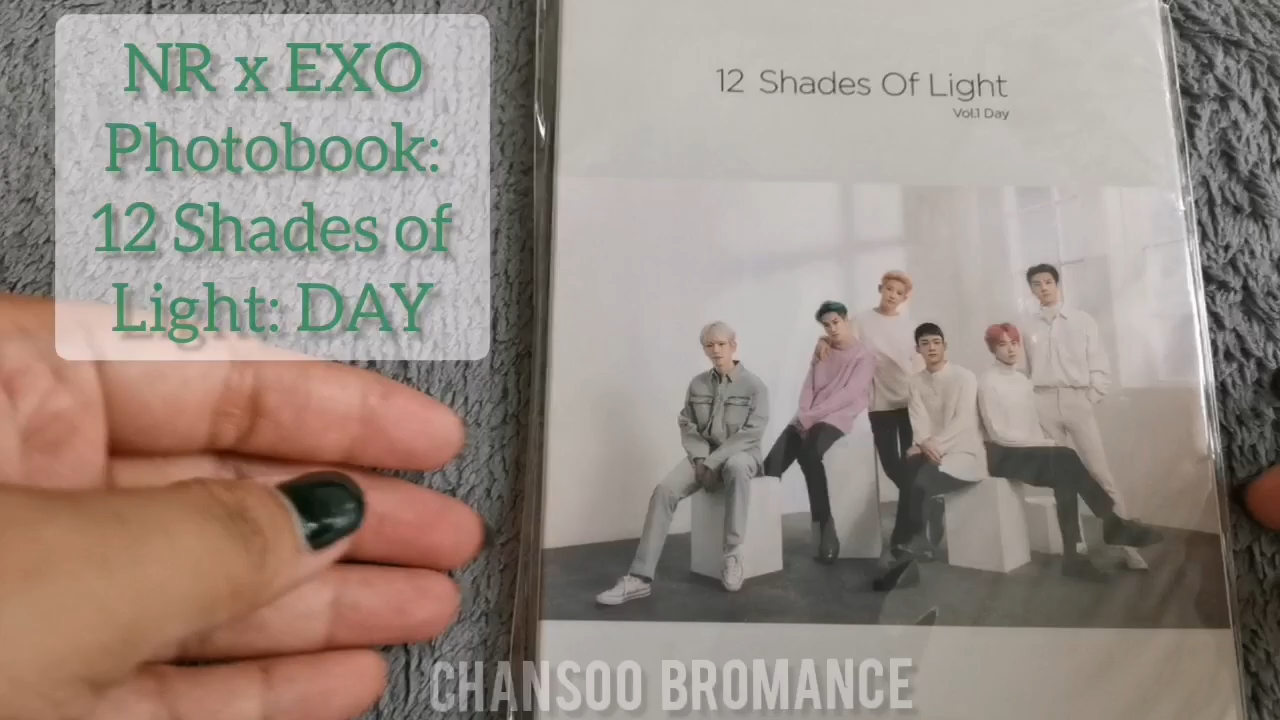 NR x EXO
Photobook:
12 Shades of
Light: DAY
12 Shades Of Light
Vol.1 Day
CHANSOO BROMANCE